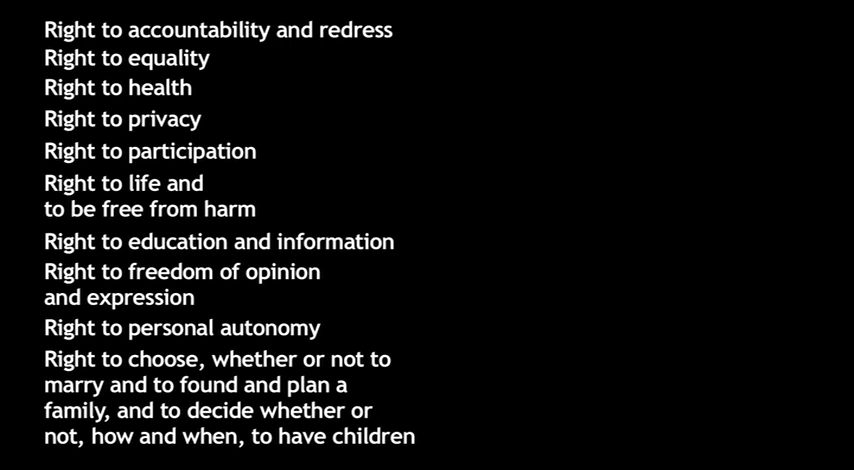 Right to accountability and redress
Right to equality
Right to health
Right to privacy
Right to participation
Right to life and
to be free from harm
Right to education and information
Right to freedom of opinion
and expression
Right to personal autonomy
Right to choose, whether or not to
marry and to found and plan a
family, and to decide whether or
not, how and when, to have children